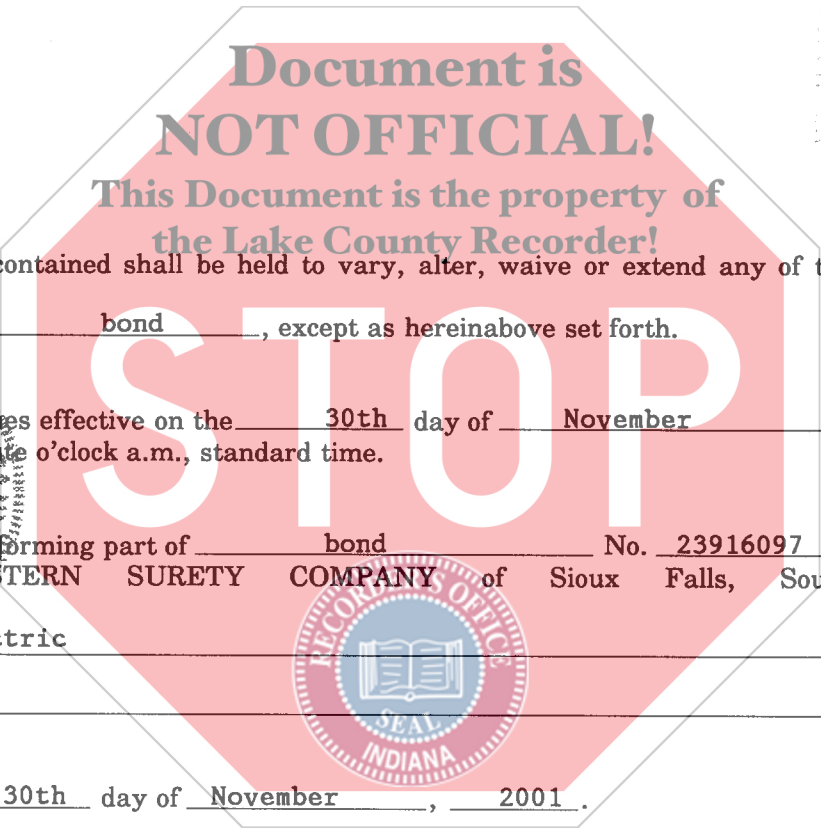 Document is
NOT OFFICIAL!
This Document is the property of
the Lake County Recorder!
contained shall be held to vary, alter, waive or extend any of t
bond, except as hereinabove set forth.
STOP
es effective on the 30th day of November
te o'clock a.m., standard time.
forming part of bond No. 23916097
STERN SURETY COMPANY of Sioux Falls, Sou
RECORDER'S OFFICE
tric
SEAL
INDIANA
30th day of November, 2001.